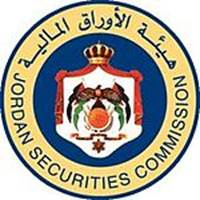 هيئة الأوراق المالية
JORDAN SECURITIES COMMISSION